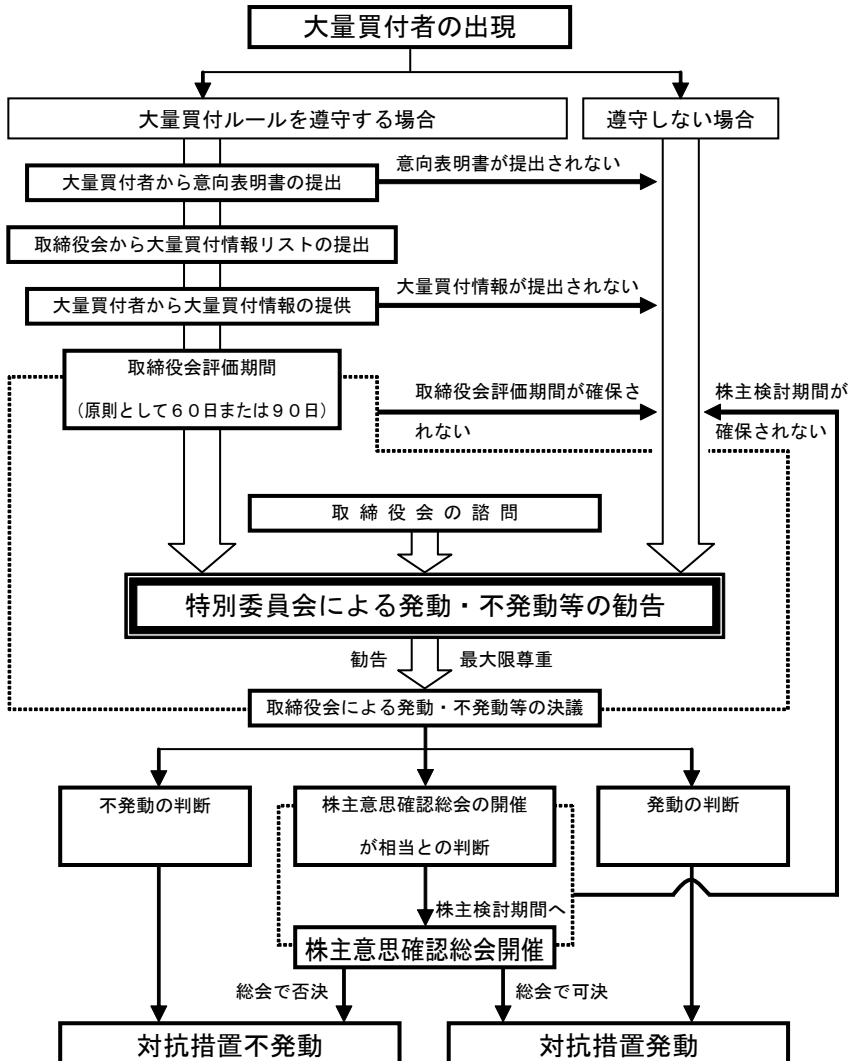 大量買付者の出現
大量買付ルールを遵守する場合
遵守しない場合
意向表明書が提出されない
大量買付者から意向表明書の提出
取締役会から大量買付情報リストの提出
大量買付情報が提出されない
大量買付者から大量買付情報の提供
取締役会評価期間
（原則として６０日または９０日）
取締役会評価期間が確保さ
れない
株主検討期間が
確保されない
取 締 役 会 の 諮 問
特別委員会による発動・不発動等の勧告
勧告
最大限尊重
取締役会による発動・不発動等の決議
不発動の判断
株主意思確認総会の開催
が相当との判断
発動の判断
株主検討期間へ
株主意思確認総会開催
総会で否決
総会で可決
対抗措置不発動
対抗措置発動